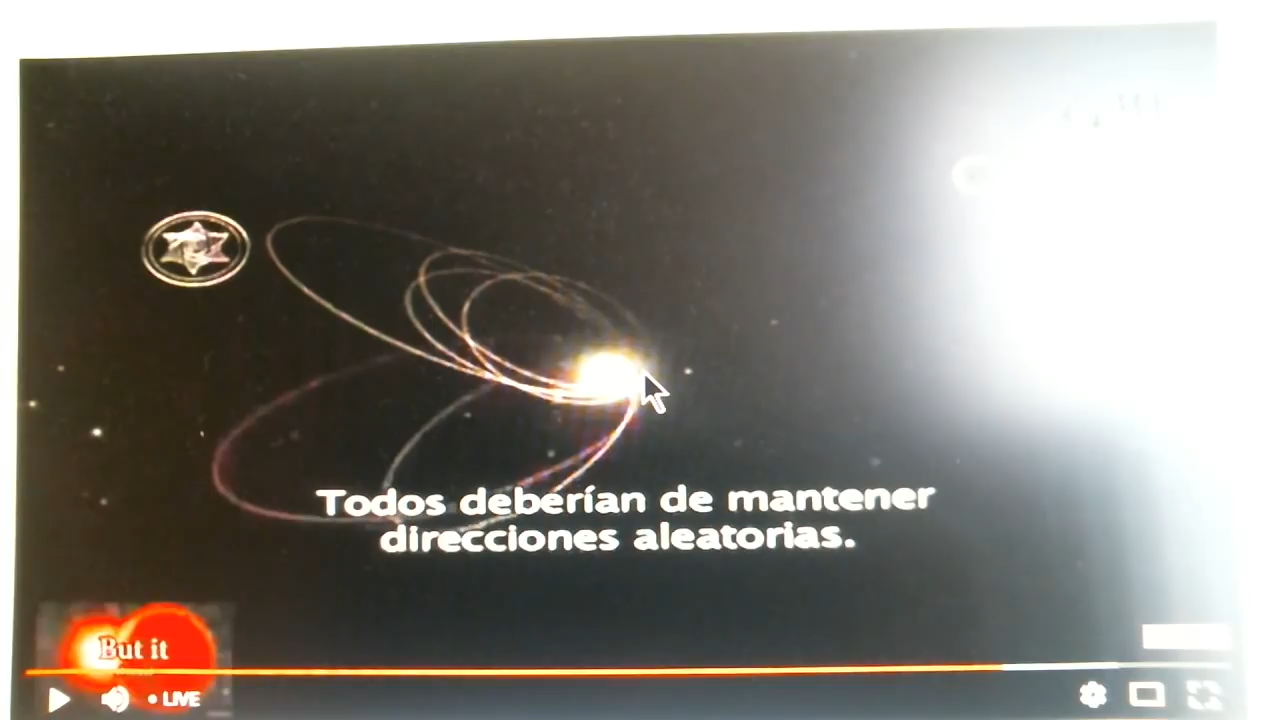 Todos deberían de mantener
direcciones aleatorias.
But it
• LIVE